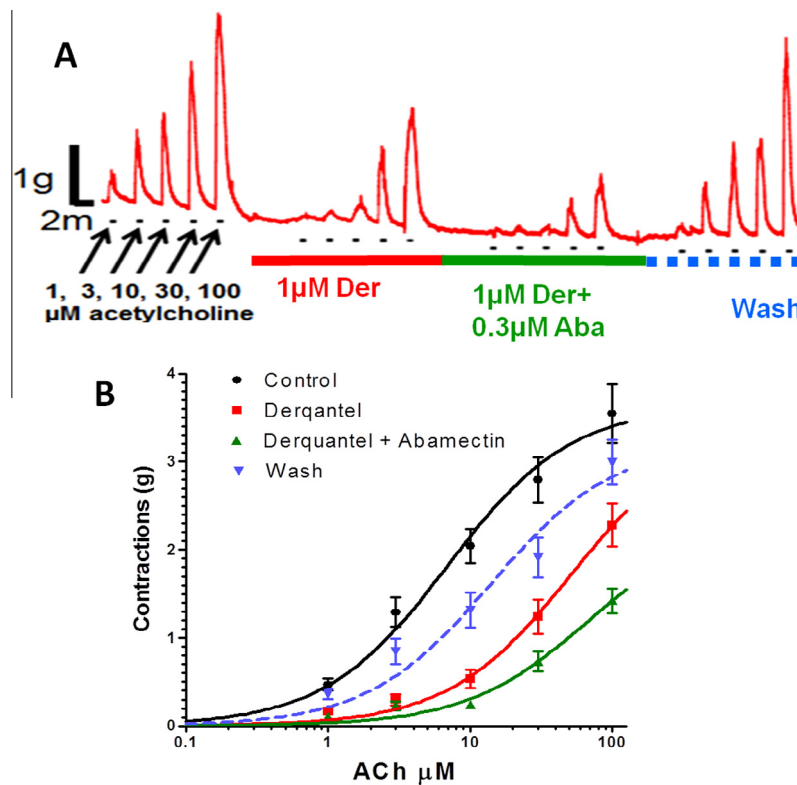 A
1g
2m
1, 3, 10, 30, 100
µM acetylcholine
1µM Der
1µM Der+
0.3µM Aba
Wash
B
Control
Derqantel
Derquantel + Abamectin
Wash
Contractions (g)
4
3
2
1
0
0.1
1
10
100
ACh µM